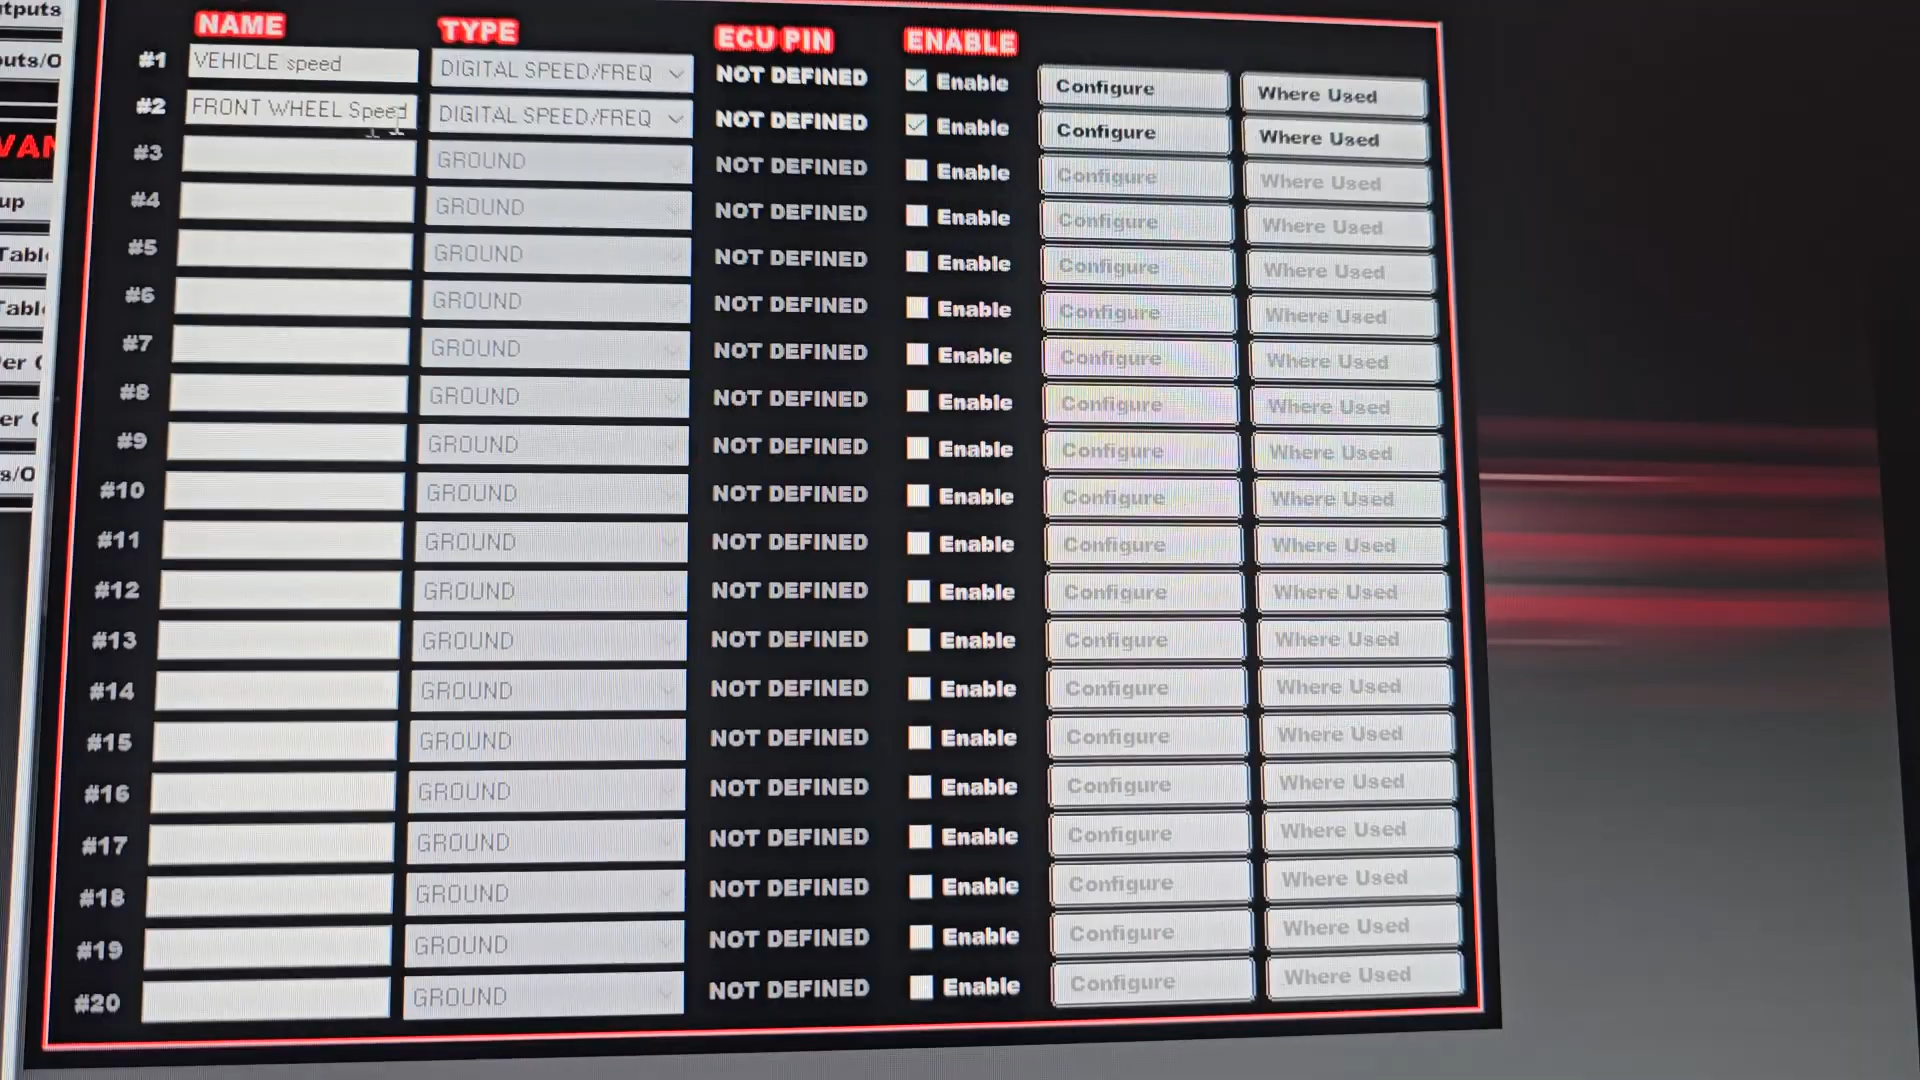 tputs
puts/O
VAN
up
Table
Table
er C
er C
s/O
NAME TYPE ECU PIN ENABLE
#1 VEHICLE speed DIGITAL SPEED/FREQ NOT DEFINED Enable Configure Where Used
#2 FRONT WHEEL Speed DIGITAL SPEED/FREQ NOT DEFINED Enable Configure Where Used
#3 GROUND NOT DEFINED Enable Configure Where Used
#4 GROUND NOT DEFINED Enable Configure Where Used
#5 GROUND NOT DEFINED Enable Configure Where Used
#6 GROUND NOT DEFINED Enable Configure Where Used
#7 GROUND NOT DEFINED Enable Configure Where Used
#8 GROUND NOT DEFINED Enable Configure Where Used
#9 GROUND NOT DEFINED Enable Configure Where Used
#10 GROUND NOT DEFINED Enable Configure Where Used
#11 GROUND NOT DEFINED Enable Configure Where Used
#12 GROUND NOT DEFINED Enable Configure Where Used
#13 GROUND NOT DEFINED Enable Configure Where Used
#14 GROUND NOT DEFINED Enable Configure Where Used
#15 GROUND NOT DEFINED Enable Configure Where Used
#16 GROUND NOT DEFINED Enable Configure Where Used
#17 GROUND NOT DEFINED Enable Configure Where Used
#18 GROUND NOT DEFINED Enable Configure Where Used
#19 GROUND NOT DEFINED Enable Configure Where Used
#20 GROUND NOT DEFINED Enable Configure Where Used